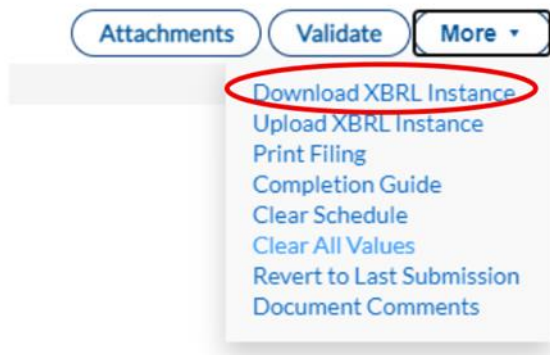 Attachments Validate More
Download XBRL Instance
Upload XBRL Instance
Print Filing
Completion Guide
Clear Schedule
Clear All Values
Revert to Last Submission
Document Comments